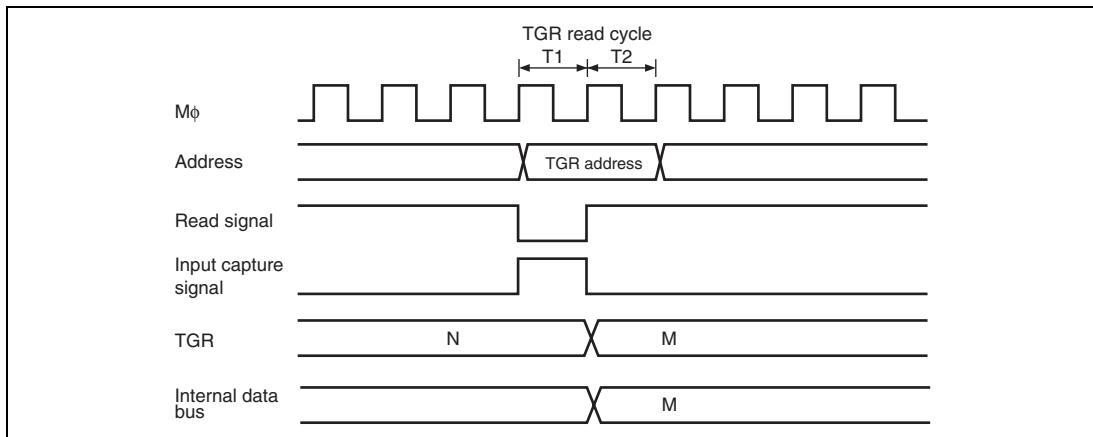 TGR read cycle
T1 T2
Mϕ
Address
TGR address
Read signal
Input capture
signal
TGR
N
M
Internal data
bus
M